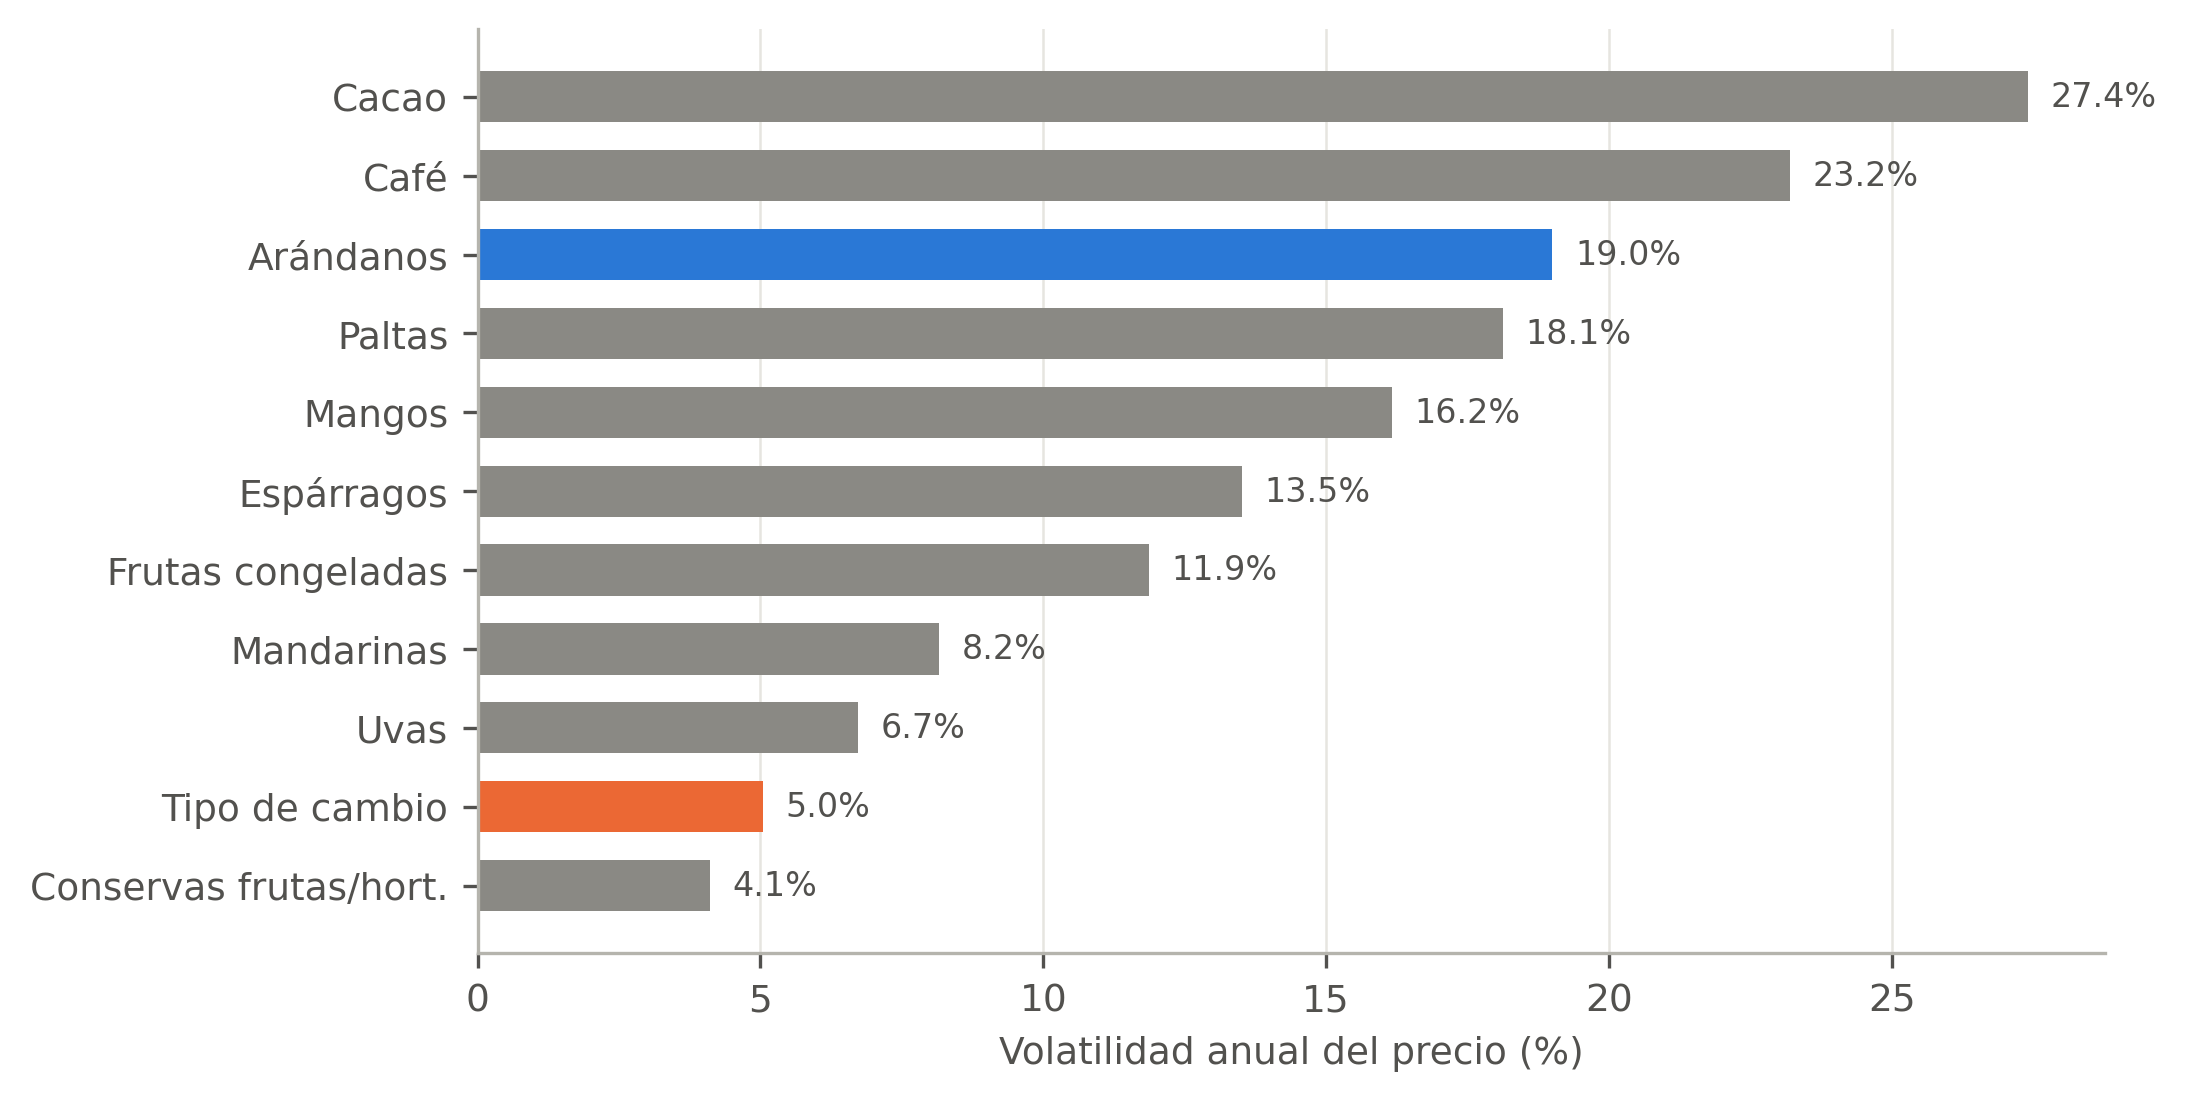 Cacao 27.4%
Café 23.2%
Arándanos 19.0%
Paltas 18.1%
Mangos 16.2%
Espárragos 13.5%
Frutas congeladas 11.9%
Mandarinas 8.2%
Uvas 6.7%
Tipo de cambio 5.0%
Conservas frutas/hort. 4.1%
0 5 10 15 20 25
Volatilidad anual del precio (%)